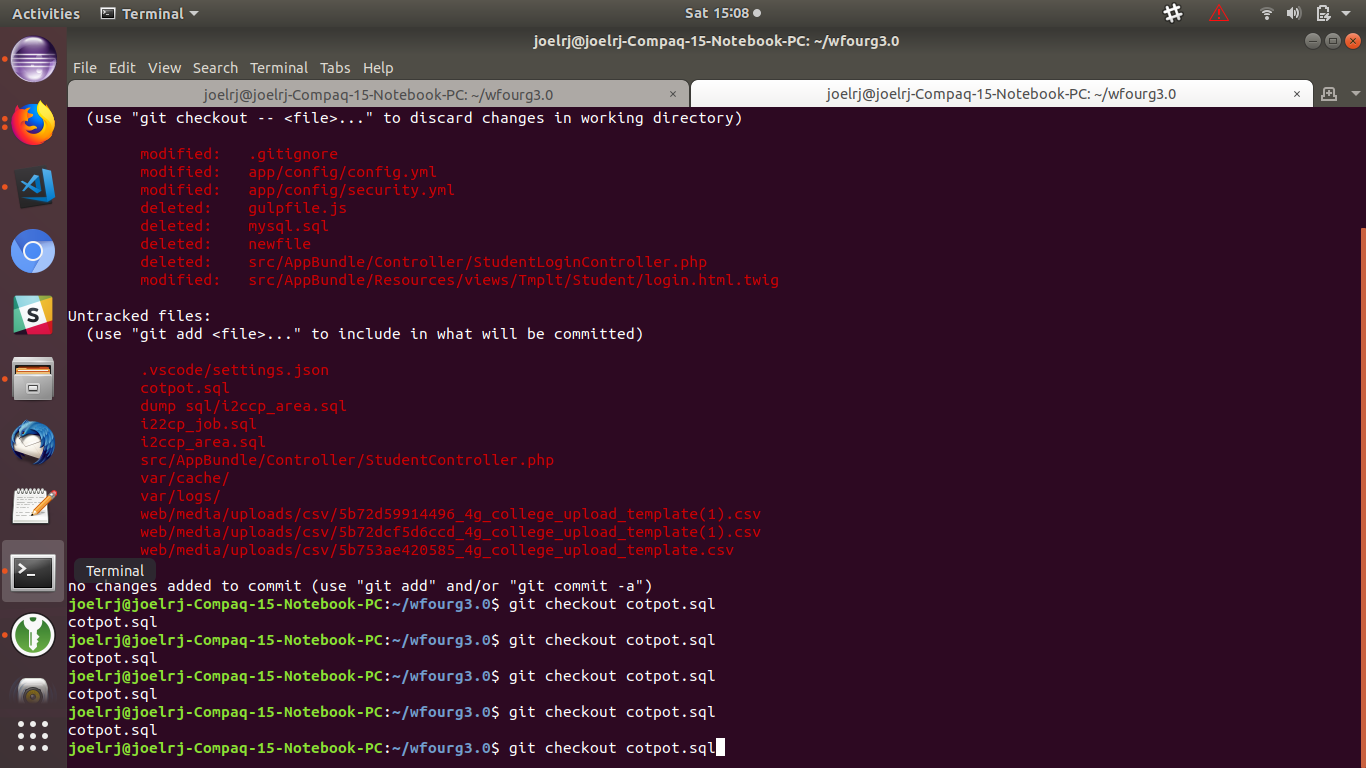 Activities Terminal Sat 15:08
joelrj@joelrj-Compaq-15-Notebook-PC: ~/wfourg3.0
File Edit View Search Terminal Tabs Help
joelrj@joelrj-Compaq-15-Notebook-PC: ~/wfourg3.0 × joelrj@joelrj-Compaq-15-Notebook-PC: ~/wfourg3.0 ×
(use "git checkout -- <file>..." to discard changes in working directory)
modified: .gitignore
modified: app/config/config.yml
modified: app/config/security.yml
deleted: gulpfile.js
deleted: mysql.sql
deleted: newfile
deleted: src/AppBundle/Controller/StudentLoginController.php
modified: src/AppBundle/Resources/views/Tmplt/Student/login.html.twig
Untracked files:
(use "git add <file>..." to include in what will be committed)
.vscode/settings.json
cotpot.sql
dump sql/i2ccp_area.sql
i22cp_job.sql
i2ccp_area.sql
src/AppBundle/Controller/StudentController.php
var/cache/
var/logs/
web/media/uploads/csv/5b72d59914496_4g_college_upload_template(1).csv
web/media/uploads/csv/5b72dcf5d6ccd_4g_college_upload_template(1).csv
web/media/uploads/csv/5b753ae420585_4g_college_upload_template.csv
Terminal
no changes added to commit (use "git add" and/or "git commit -a")
joelrj@joelrj-Compaq-15-Notebook-PC:~/wfourg3.0$ git checkout cotpot.sql
cotpot.sql
joelrj@joelrj-Compaq-15-Notebook-PC:~/wfourg3.0$ git checkout cotpot.sql
cotpot.sql
joelrj@joelrj-Compaq-15-Notebook-PC:~/wfourg3.0$ git checkout cotpot.sql
cotpot.sql
joelrj@joelrj-Compaq-15-Notebook-PC:~/wfourg3.0$ git checkout cotpot.sql
cotpot.sql
joelrj@joelrj-Compaq-15-Notebook-PC:~/wfourg3.0$ git checkout cotpot.sql